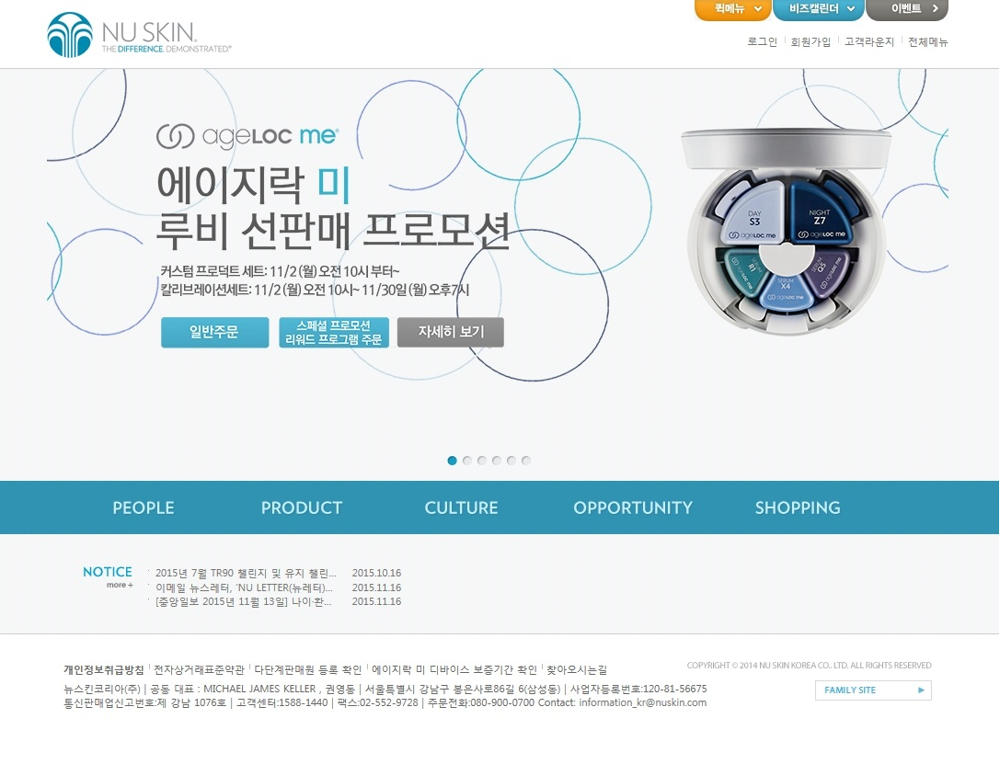 퀵메뉴
비즈캘린더
이벤트
NU SKIN.
THE DIFFERENCE. DEMONSTRATED.®
로그인 회원가입 고객라운지 전체메뉴
ageLOC me®
에이지락 미
루비 선판매 프로모션
커스텀 프로덕트 세트: 11/2 (월) 오전 10시 부터~
칼리브레이션세트: 11/2 (월) 오전 10시~ 11/30일 (월) 오후7시
일반주문
스페셜 프로모션
리워드 프로그램 주문
자세히 보기
DAY
S3
ageLOC me
NIGHT
Z7
ageLOC me
SERUM
R1
ageLOC me
SERUM
X4
ageLOC me
SERUM
Q5
ageLOC me
PEOPLE PRODUCT CULTURE OPPORTUNITY SHOPPING
NOTICE
more +
2015년 7월 TR90 챌린지 및 유지 챌린... 2015.10.16
이메일 뉴스레터, 'NU LETTER(뉴레터)... 2015.11.16
[중앙일보 2015년 11월 13일] 나이·환... 2015.11.16
개인정보취급방침 전자상거래표준약관 다단계판매원 등록 확인 에이지락 미 디바이스 보증기간 확인 찾아오시는길
COPYRIGHT © 2014 NU SKIN KOREA CO., LTD. ALL RIGHTS RESERVED
뉴스킨코리아(주) | 공동 대표 : MICHAEL JAMES KELLER , 권영동 | 서울특별시 강남구 봉은사로86길 6(삼성동) | 사업자등록번호:120-81-56675
통신판매업신고번호:제 강남 1076호 | 고객센터:1588-1440 | 팩스:02-552-9728 | 주문전화:080-900-0700 Contact: information_kr@nuskin.com
FAMILY SITE